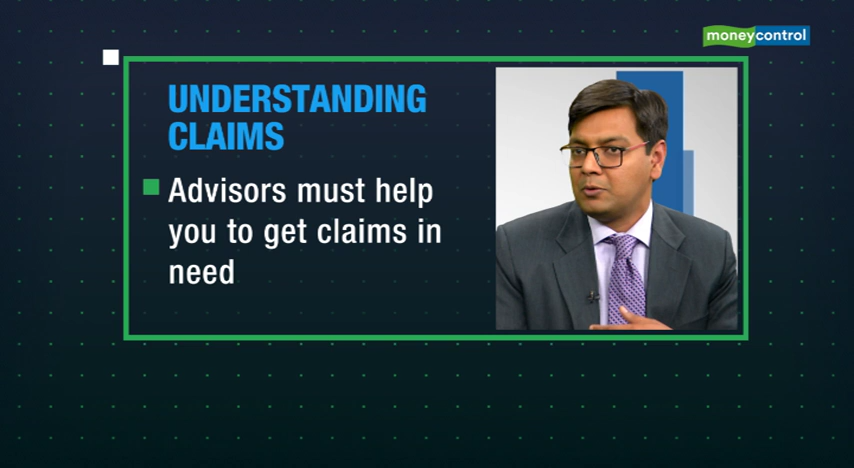 moneycontrol
UNDERSTANDING
CLAIMS
Advisors must help
you to get claims in
need